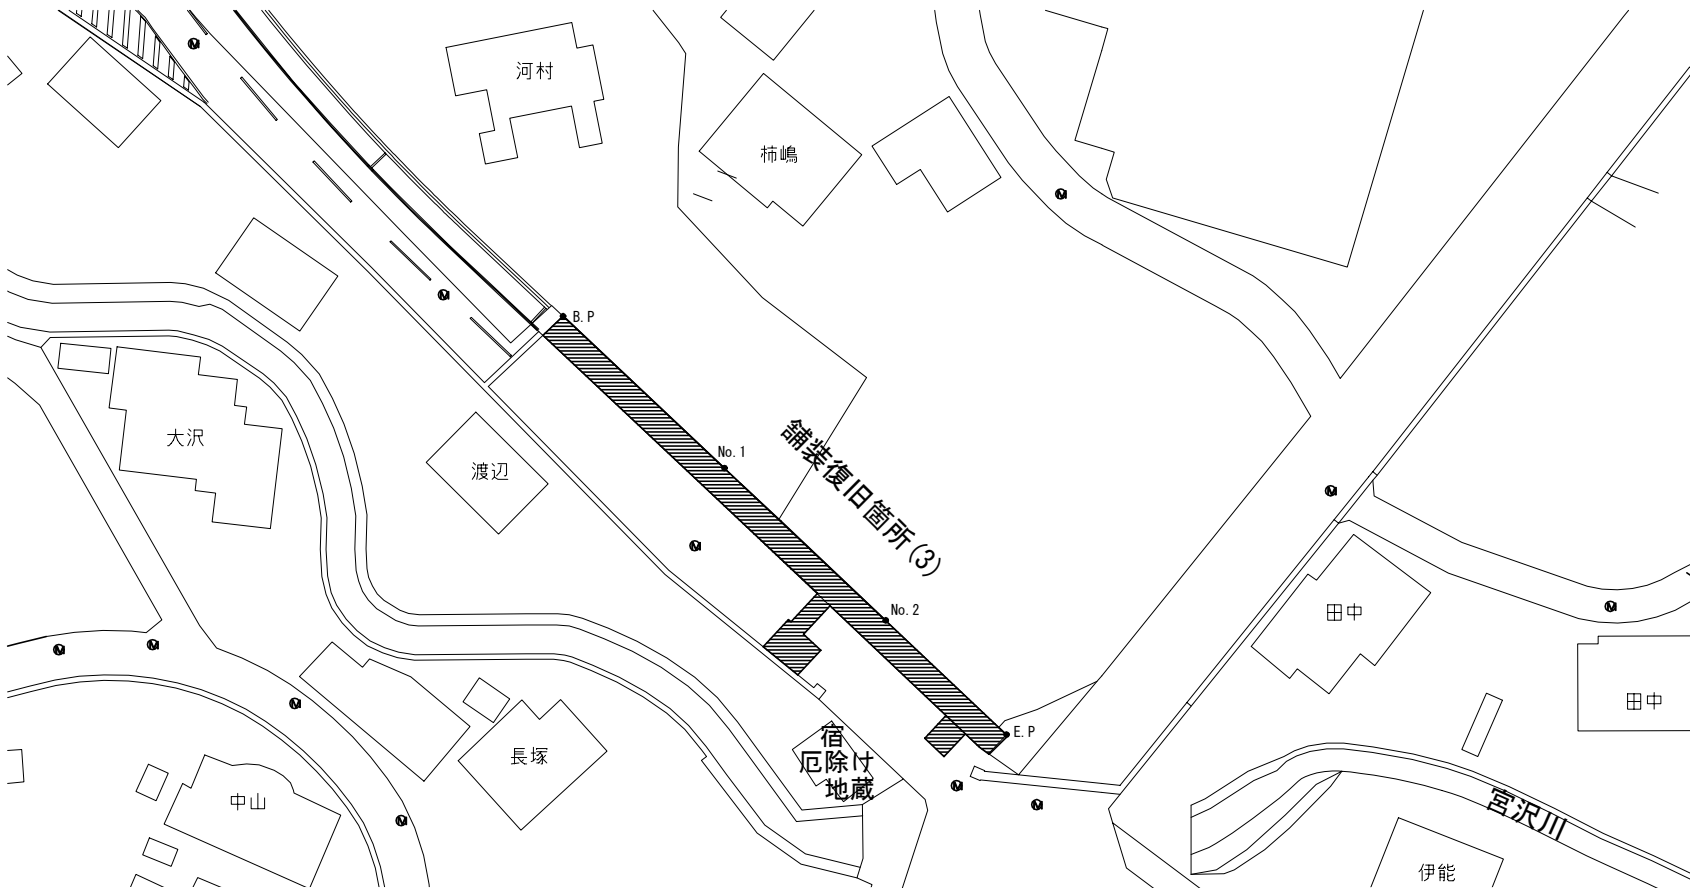 河村
柿嶋
B.P
大沢
渡辺
No.1
舗装復旧箇所(3)
No.2
田中
田中
E.P
宿
厄除け
地蔵
長塚
中山
宮沢川
伊能
M
M
M
M
M
M
M
M
M
M
M
M